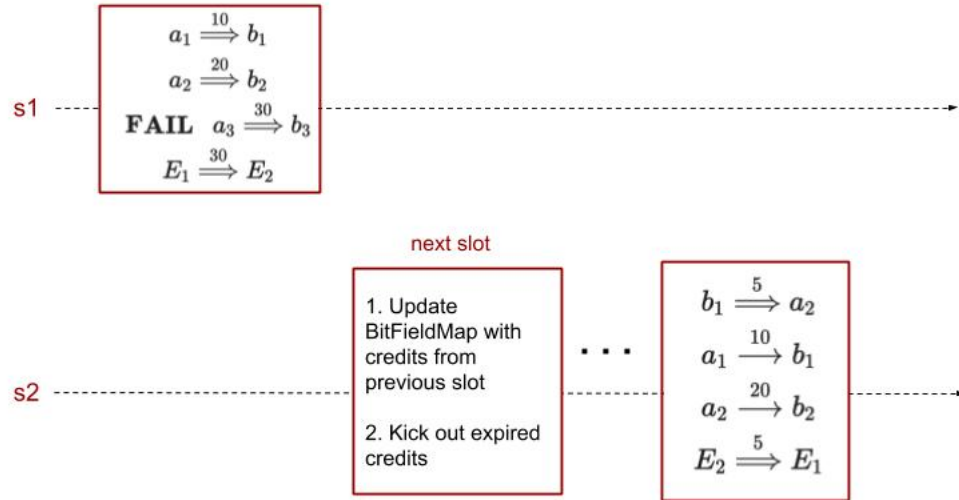 s1
a₁ ⟹^{10} b₁
a₂ ⟹^{20} b₂
FAIL a₃ ⟹^{30} b₃
E₁ ⟹^{30} E₂
s2
next slot
1. Update
BitFieldMap with
credits from
previous slot
2. Kick out expired
credits
...
b₁ ⟹^{5} a₂
a₁ ⟶^{10} b₁
a₂ ⟶^{20} b₂
E₂ ⟹^{5} E₁